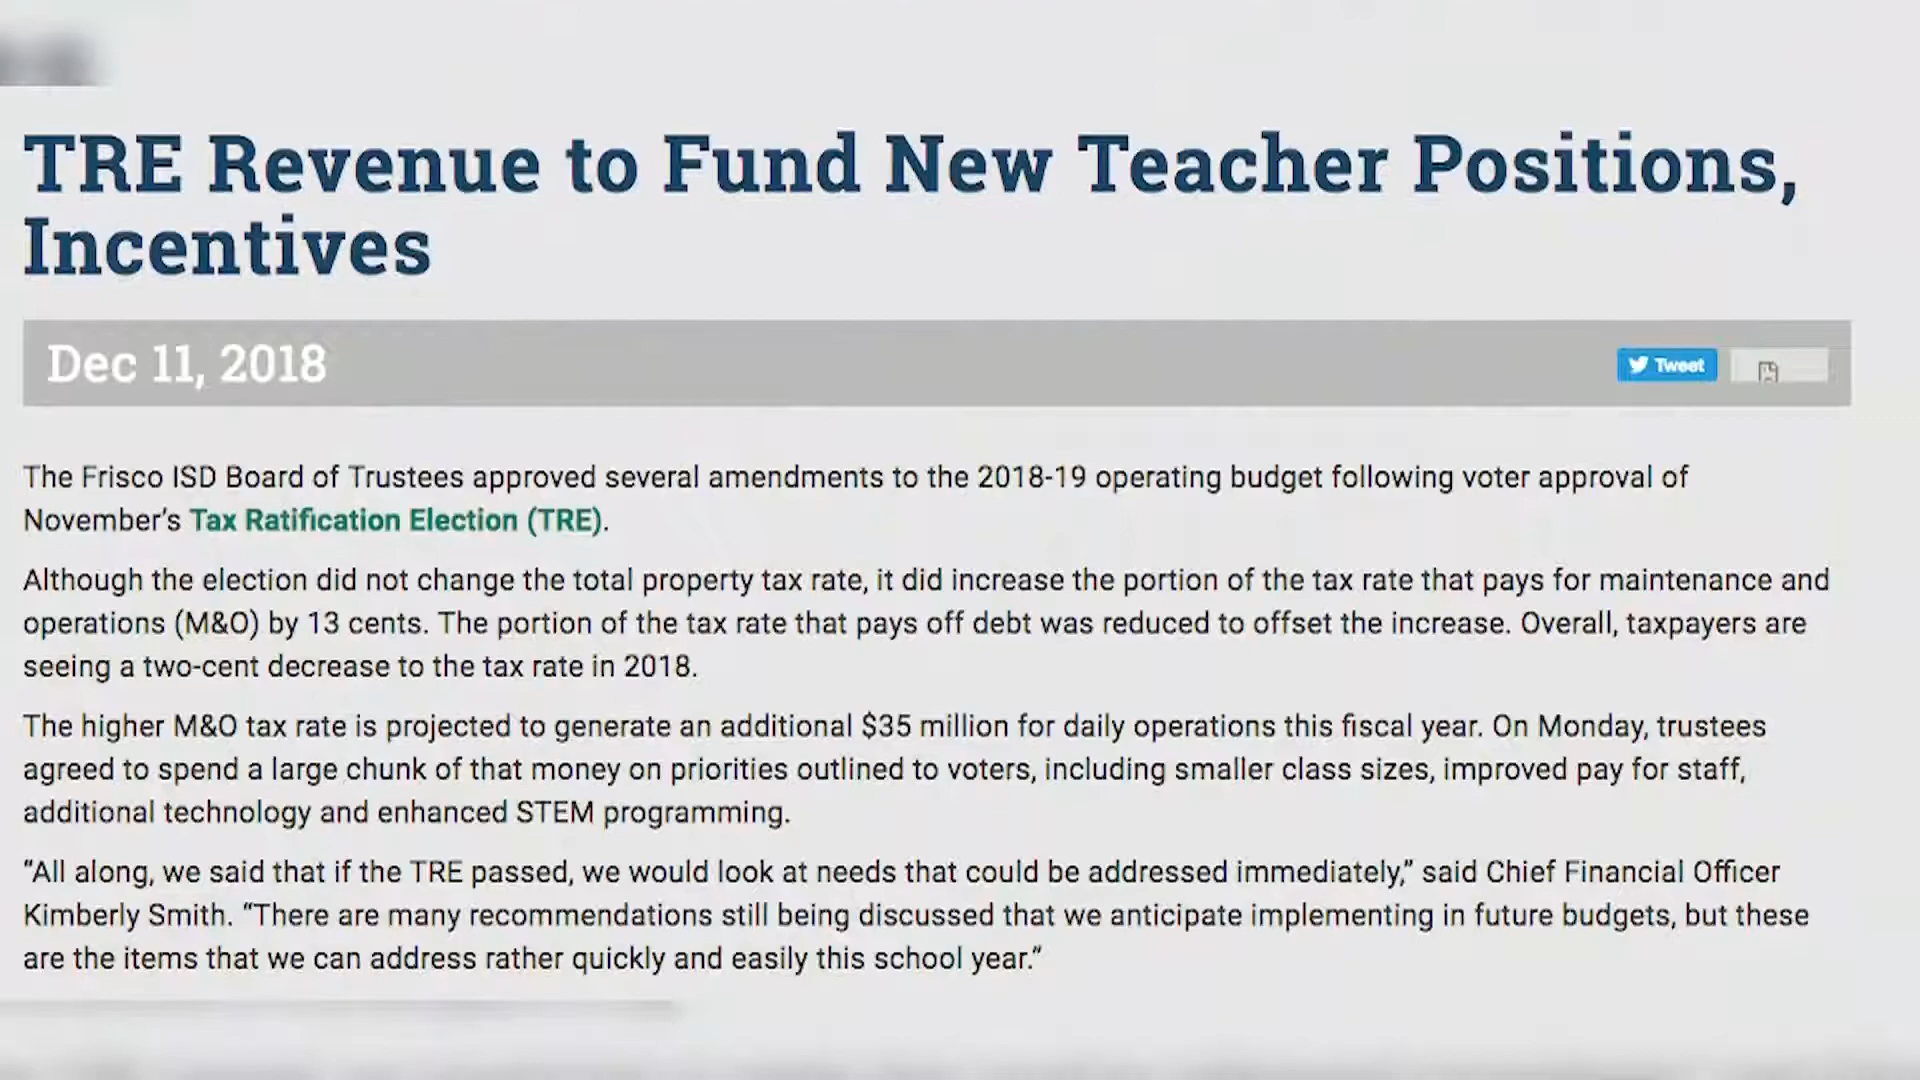 TRE Revenue to Fund New Teacher Positions,
Incentives
Dec 11, 2018
Tweet
The Frisco ISD Board of Trustees approved several amendments to the 2018-19 operating budget following voter approval of
November’s Tax Ratification Election (TRE).
Although the election did not change the total property tax rate, it did increase the portion of the tax rate that pays for maintenance and
operations (M&O) by 13 cents. The portion of the tax rate that pays off debt was reduced to offset the increase. Overall, taxpayers are
seeing a two-cent decrease to the tax rate in 2018.
The higher M&O tax rate is projected to generate an additional $35 million for daily operations this fiscal year. On Monday, trustees
agreed to spend a large chunk of that money on priorities outlined to voters, including smaller class sizes, improved pay for staff,
additional technology and enhanced STEM programming.
“All along, we said that if the TRE passed, we would look at needs that could be addressed immediately,” said Chief Financial Officer
Kimberly Smith. “There are many recommendations still being discussed that we anticipate implementing in future budgets, but these
are the items that we can address rather quickly and easily this school year.”